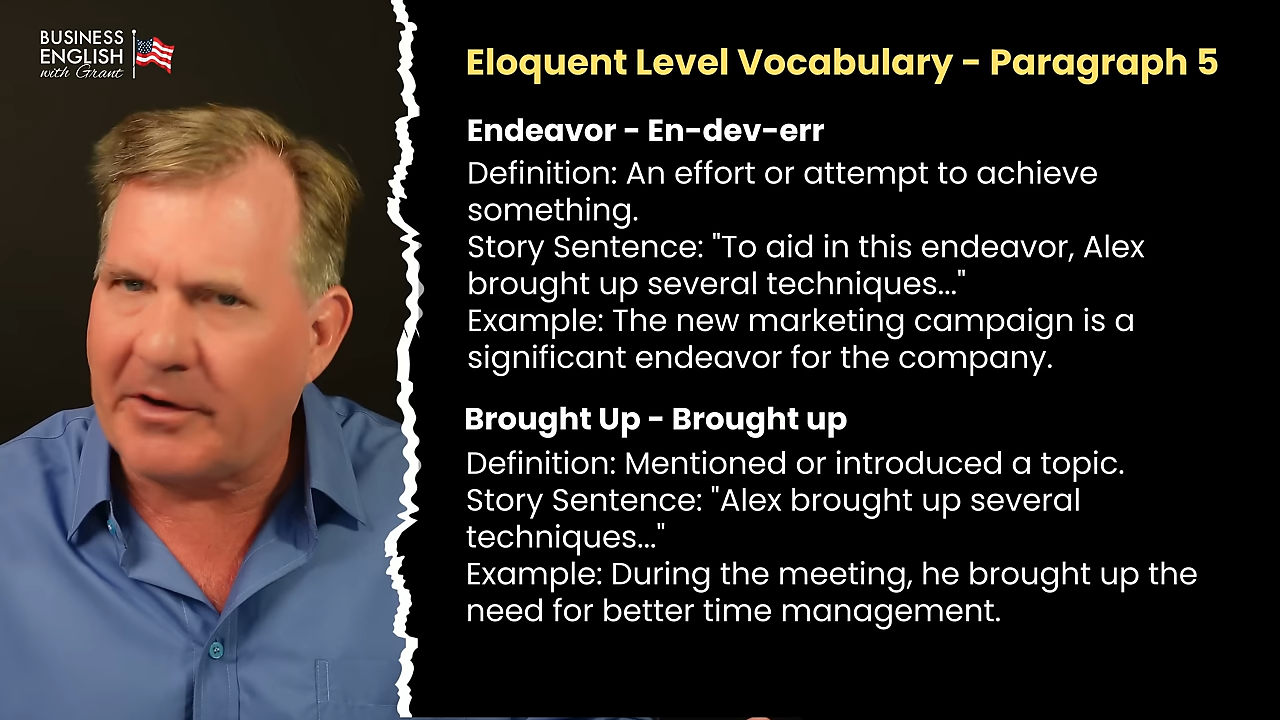 BUSINESS
ENGLISH
with Grant
Eloquent Level Vocabulary - Paragraph 5
Endeavor - En-dev-err
Definition: An effort or attempt to achieve
something.
Story Sentence: "To aid in this endeavor, Alex
brought up several techniques..."
Example: The new marketing campaign is a
significant endeavor for the company.
Brought Up - Brought up
Definition: Mentioned or introduced a topic.
Story Sentence: "Alex brought up several
techniques..."
Example: During the meeting, he brought up the
need for better time management.